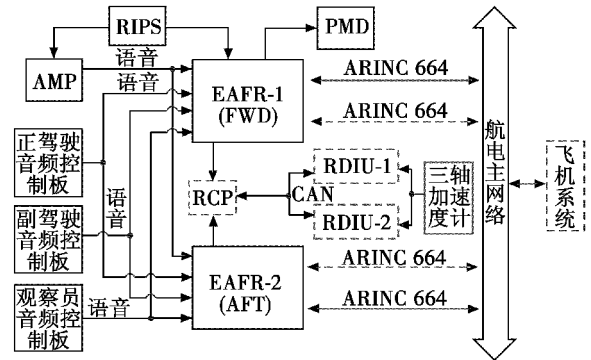 RIPS
PMD
语音
AMP
语音
EAFR-1
(FWD)
ARINC 664
ARINC 664
正驾驶
音频控
制板
语音
RCP
CAN
RDIU-1
RDIU-2
三轴
加速
度计
航电主网络
飞机
系统
副驾驶
音频控
制板
观察员
音频控
制板
语音
EAFR-2
(AFT)
ARINC 664
ARINC 664